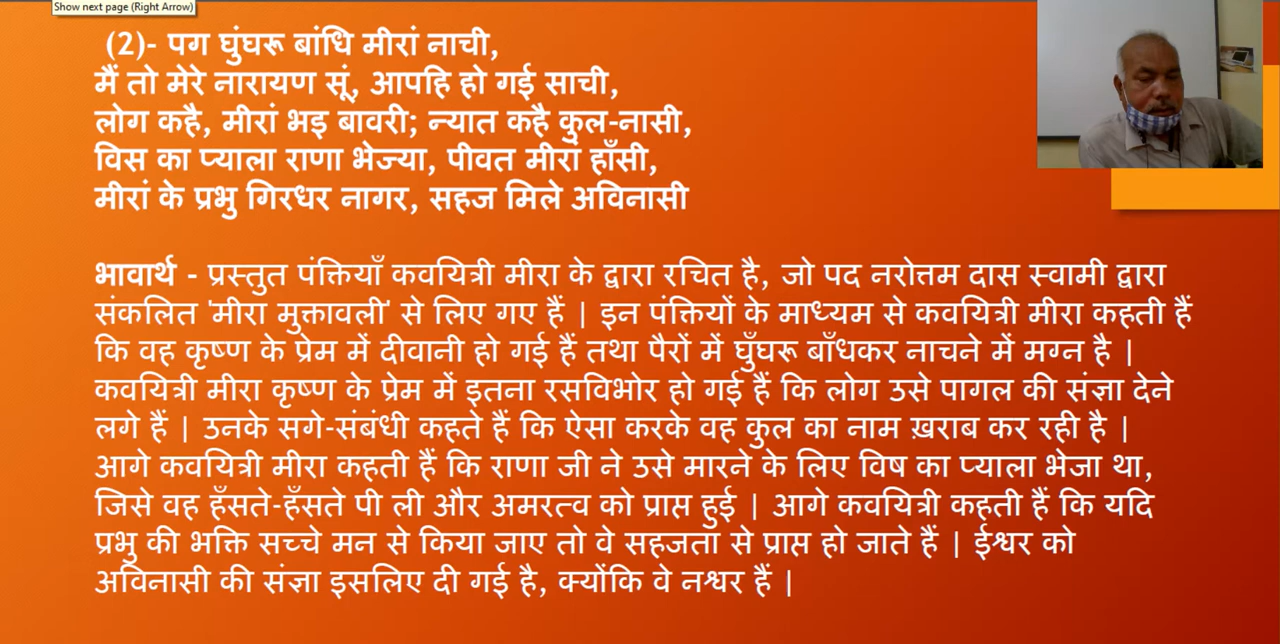 Show next page (Right Arrow)
(2)- पग घुंघरू बांधि मीरां नाची,
मैं तो मेरे नारायण सूं, आपहि हो गई साची,
लोग कहै, मीरां भइ बावरी; न्यात कहै कुल-नासी,
विस का प्याला राणा भेज्या, पीवत मीरां हाँसी,
मीरां के प्रभु गिरधर नागर, सहज मिले अविनासी
भावार्थ - प्रस्तुत पंक्तियाँ कवयित्री मीरा के द्वारा रचित है, जो पद नरोत्तम दास स्वामी द्वारा
संकलित 'मीरा मुक्तावली' से लिए गए हैं | इन पंक्तियों के माध्यम से कवयित्री मीरा कहती हैं
कि वह कृष्ण के प्रेम में दीवानी हो गई हैं तथा पैरों में घुँघरू बाँधकर नाचने में मग्न है |
कवयित्री मीरा कृष्ण के प्रेम में इतना रसविभोर हो गई हैं कि लोग उसे पागल की संज्ञा देने
लगे हैं | उनके सगे-संबंधी कहते हैं कि ऐसा करके वह कुल का नाम ख़राब कर रही है |
आगे कवयित्री मीरा कहती हैं कि राणा जी ने उसे मारने के लिए विष का प्याला भेजा था,
जिसे वह हँसते-हँसते पी ली और अमरत्व को प्राप्त हुई | आगे कवयित्री कहती हैं कि यदि
प्रभु की भक्ति सच्चे मन से किया जाए तो वे सहजता से प्राप्त हो जाते हैं | ईश्वर को
अविनासी की संज्ञा इसलिए दी गई है, क्योंकि वे नश्वर हैं |